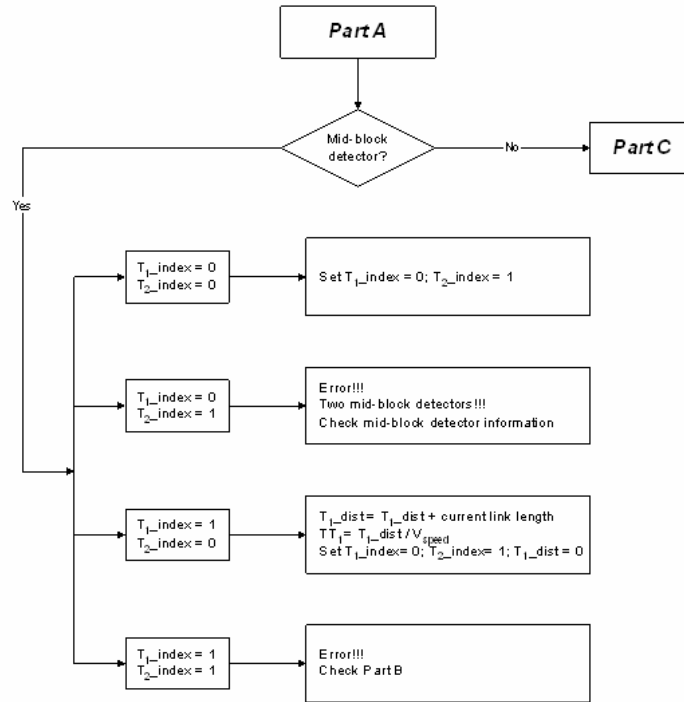 Part A
Mid-block
detector?
No
Part C
Yes
T₁_index = 0
T₂_index = 0
Set T₁_index = 0; T₂_index = 1
T₁_index = 0
T₂_index = 1
Error!!!
Two mid-block detectors!!!
Check mid-block detector information
T₁_index = 1
T₂_index = 0
T₁_dist = T₁_dist + current link length
TT₁ = T₁_dist / Vspeed
Set T₁_index = 0; T₂_index = 1; T₁_dist = 0
T₁_index = 1
T₂_index = 1
Error!!!
Check Part B